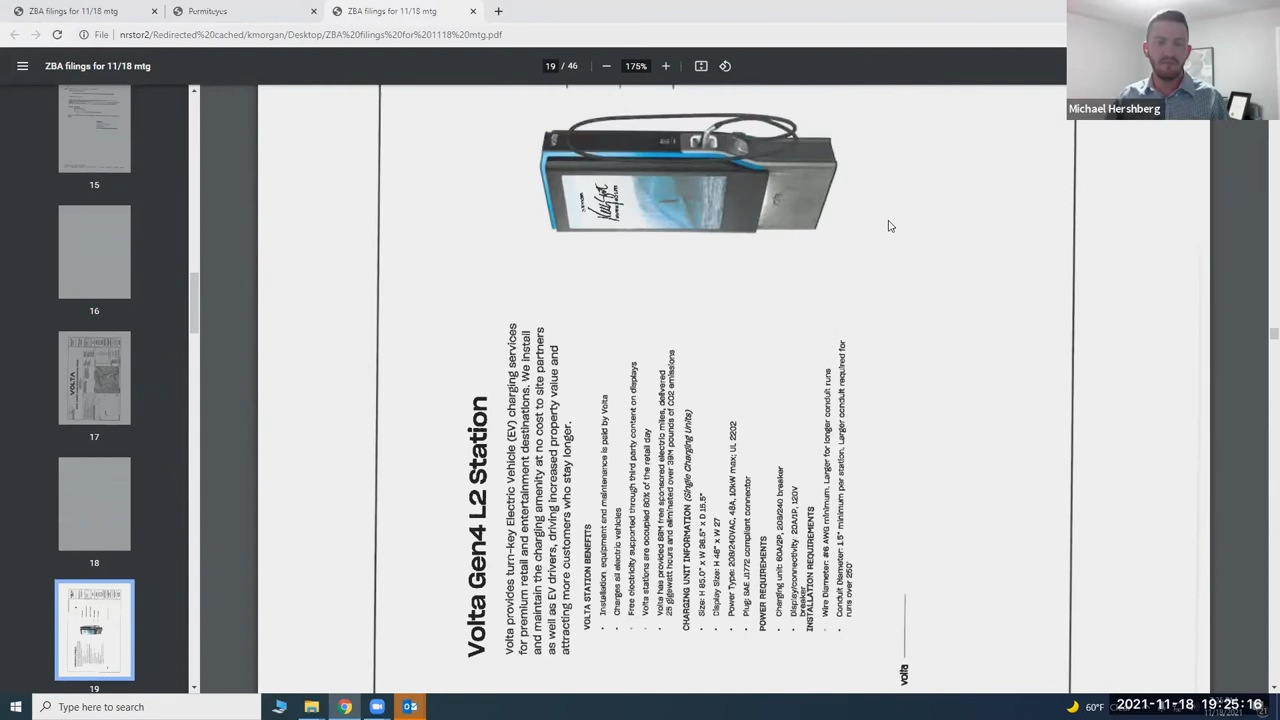 ZBA filings for 11/18 mtg
Permiteyes
ZBA filings for 11/18 mtg
File
nrstor2/Redirected%20cached/kmorgan/Desktop/ZBA%20filings%20for%201118%20mtg.pdf
ZBA filings for 11/18 mtg
19 / 46
175%
Michael Hershberg
15
16
VOLTA
17
18
19
Volta Gen4 L2 Station
Volta provides turn-key Electric Vehicle (EV) charging services
for premium retail and entertainment destinations. We install
and maintain the charging amenity at no cost to site partners
as well as EV drivers, driving increased property value and
attracting more customers who stay longer.
VOLTA STATION BENEFITS
• Installation, equipment and maintenance is paid by Volta
• Charges all electric vehicles
• Free electricity supported through third party content on displays
• Volta stations are occupied 80% of the retail day
• Volta has provided 88M free sponsored electric miles, delivered
25 gigawatt hours and eliminated over 39M pounds of CO2 emissions
CHARGING UNIT INFORMATION (Single Charging Units)
• Size: H 85.0" x W 36.5" x D 15.5"
• Display Size: H 48" x W 27
• Power Type: 208/240VAC, 48A, 10kW max; UL 2202
• Plug: SAE J1772 compliant connector
POWER REQUIREMENTS
• Charging unit: 60A/2P, 208/240 breaker
• Display/connectivity 20A/1P, 120V
breaker
INSTALLATION REQUIREMENTS
• Wire Diameter: #6 AWG minimum. Larger for longer conduit runs
• Conduit Diameter: 1.5" minimum per station. Larger conduit required for
runs over 250'
volta
Type here to search
60°F
2021-11-18 19:25:16